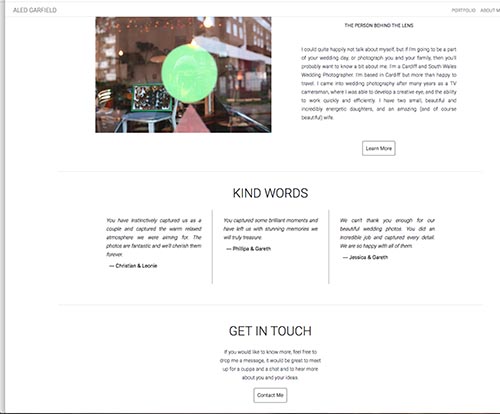 ALED GARFIELD
PORTFOLIO ABOUT M
THE PERSON BEHIND THE LENS
I could quite happily not talk about myself, but if I'm going to be a part
of your wedding day, or photograph you and your family, then you'll
probably want to know a bit about me. I'm a Cardiff and South Wales
Wedding Photographer. I'm based in Cardiff but more than happy to
travel. I came into wedding photography after many years as a TV
cameraman, where I was able to develop a creative eye, and the ability
to work quickly and efficiently. I have two small, beautiful and
incredibly energetic daughters, and an amazing (and of course
beautiful) wife.
Learn More
KIND WORDS
You have instinctively captured us as a
couple and captured the warm relaxed
atmosphere we were aiming for. The
photos are fantastic and we'll cherish them
forever.
— Christian & Leonie
You captured some brilliant moments and
have left us with stunning memories we
will truly treasure.
— Phillipa & Gareth
We can't thank you enough for our
beautiful wedding photos. You did an
incredible job and captured every detail.
We are so happy with all of them.
— Jessica & Gareth
GET IN TOUCH
If you would like to know more, feel free to
drop me a message, it would be great to meet
up for a cuppa and a chat and to hear more
about you and your ideas.
Contact Me